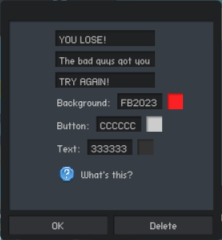 YOU LOSE!
The bad guys got you
TRY AGAIN!
Background: FB2023
Button: CCCCCC
Text: 333333
What's this?
OK Delete